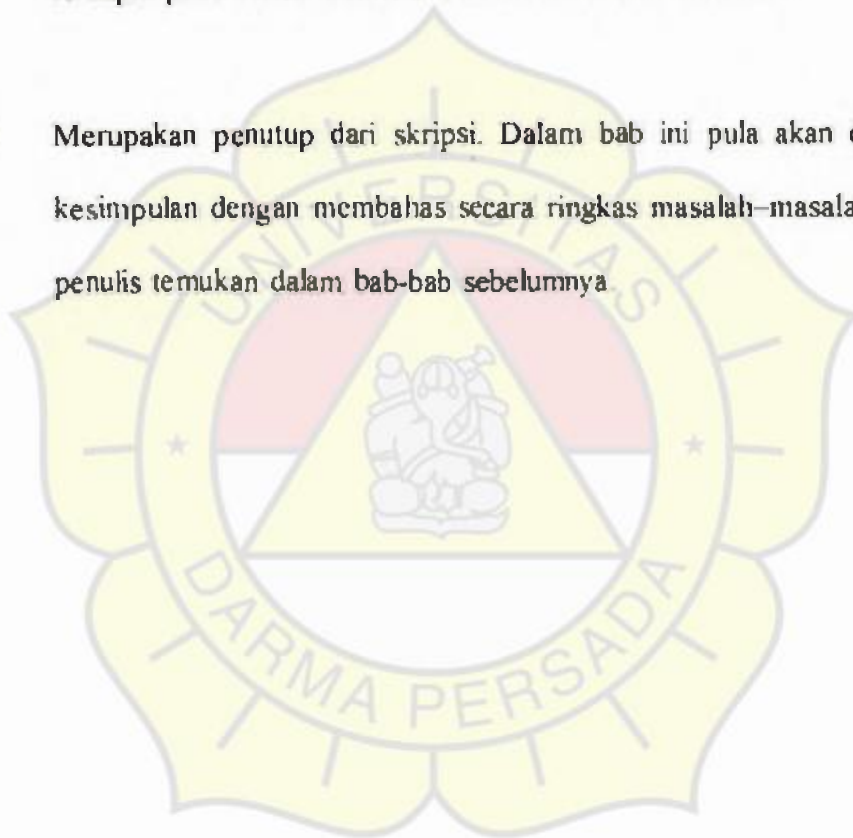 Merupakan penutup dari skripsi. Dalam bab ini pula akan
kesimpulan dengan membahas secara ringkas masalah–masala
penulis temukan dalam bab-bab sebelumnya
UNIVERSITAS
DARMA PERSADA